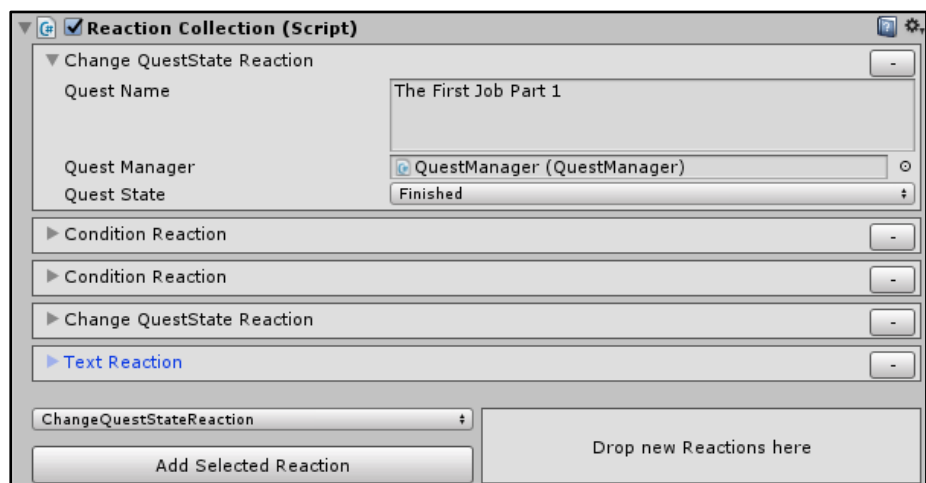 Reaction Collection (Script)
Change QuestState Reaction
-
Quest Name
The First Job Part 1
Quest Manager
QuestManager (QuestManager)
Quest State
Finished
Condition Reaction
-
Condition Reaction
-
Change QuestState Reaction
-
Text Reaction
-
ChangeQuestStateReaction
Add Selected Reaction
Drop new Reactions here